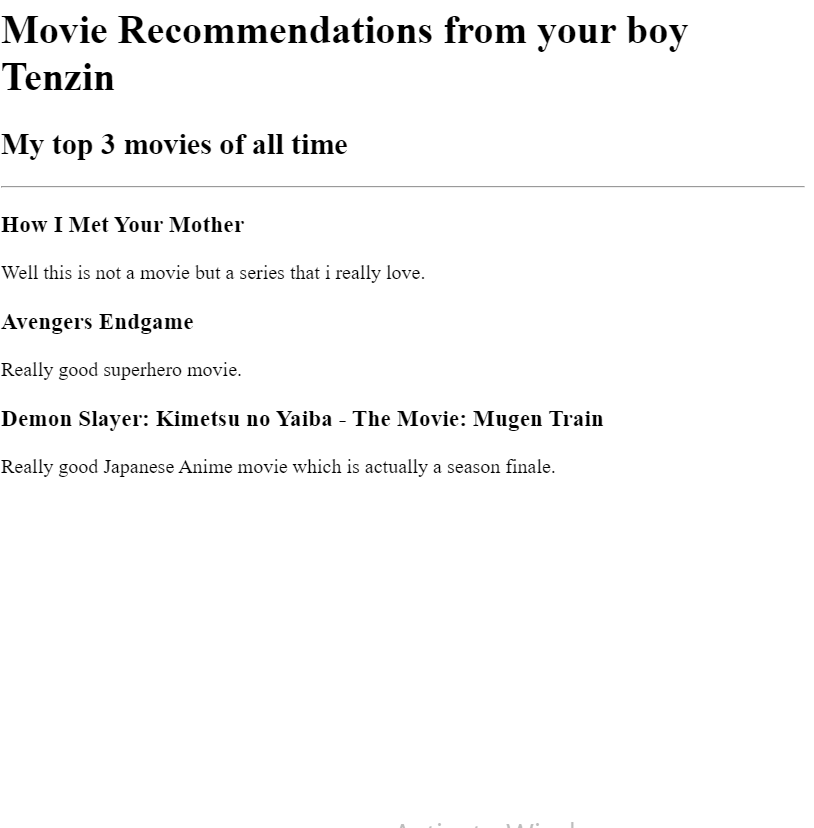 Movie Recommendations from your boy
Tenzin
My top 3 movies of all time
How I Met Your Mother
Well this is not a movie but a series that i really love.
Avengers Endgame
Really good superhero movie.
Demon Slayer: Kimetsu no Yaiba - The Movie: Mugen Train
Really good Japanese Anime movie which is actually a season finale.